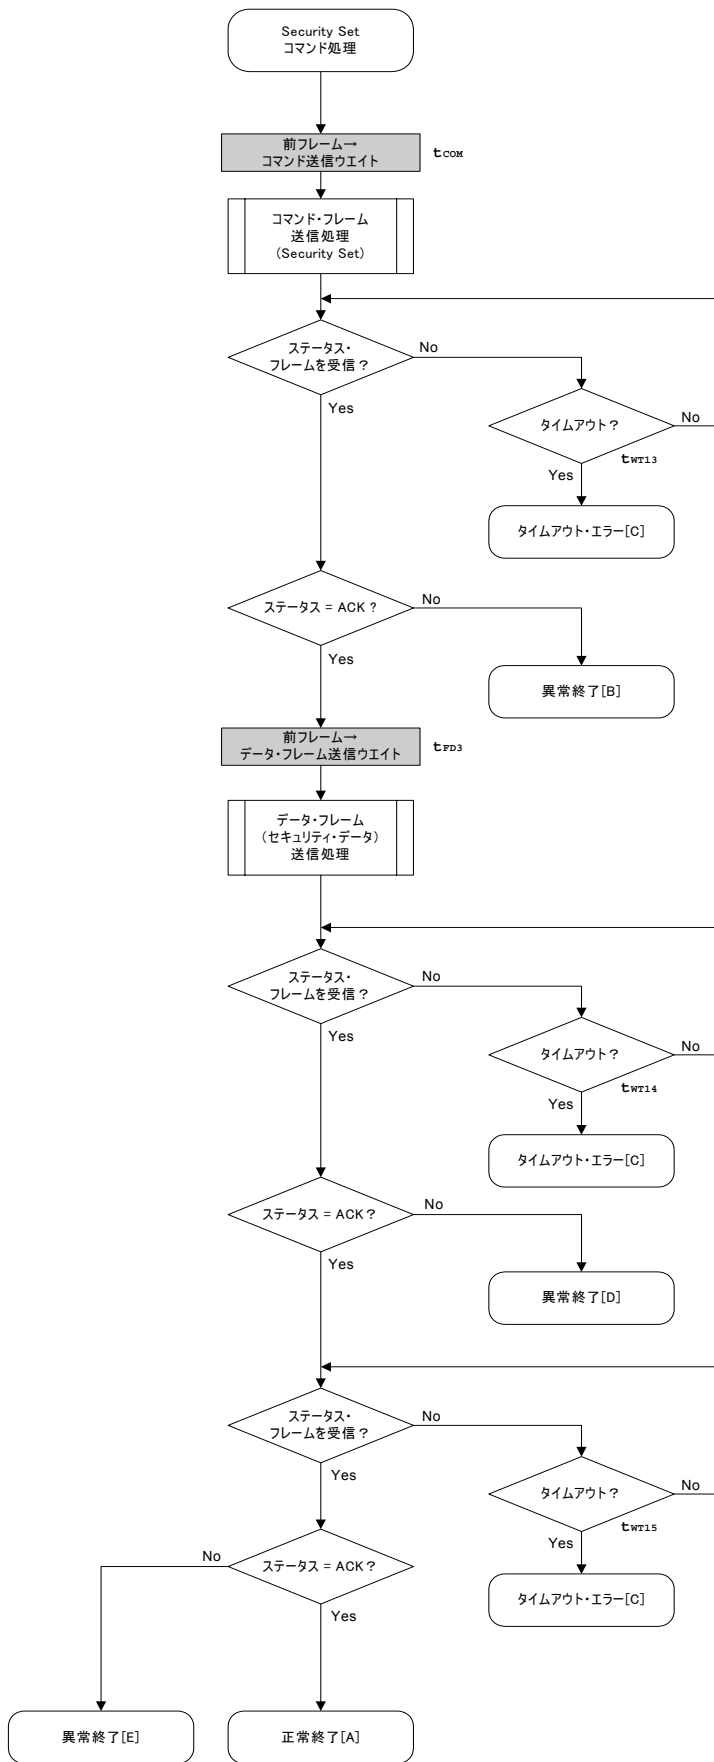 Security Set
コマンド処理
前フレーム→
コマンド送信ウエイト
tCOM
コマンド・フレーム
送信処理
(Security Set)
ステータス・
フレームを受信？
No
Yes
タイムアウト？
No
tWT13
Yes
タイムアウト・エラー[C]
ステータス = ACK ?
No
Yes
異常終了[B]
前フレーム→
データ・フレーム送信ウエイト
tFD3
データ・フレーム
(セキュリティ・データ)
送信処理
ステータス・
フレームを受信？
No
Yes
タイムアウト？
No
tWT14
Yes
タイムアウト・エラー[C]
ステータス = ACK？
No
Yes
異常終了[D]
ステータス・
フレームを受信？
No
Yes
タイムアウト？
No
tWT15
Yes
タイムアウト・エラー[C]
ステータス = ACK？
No
Yes
異常終了[E]
正常終了[A]